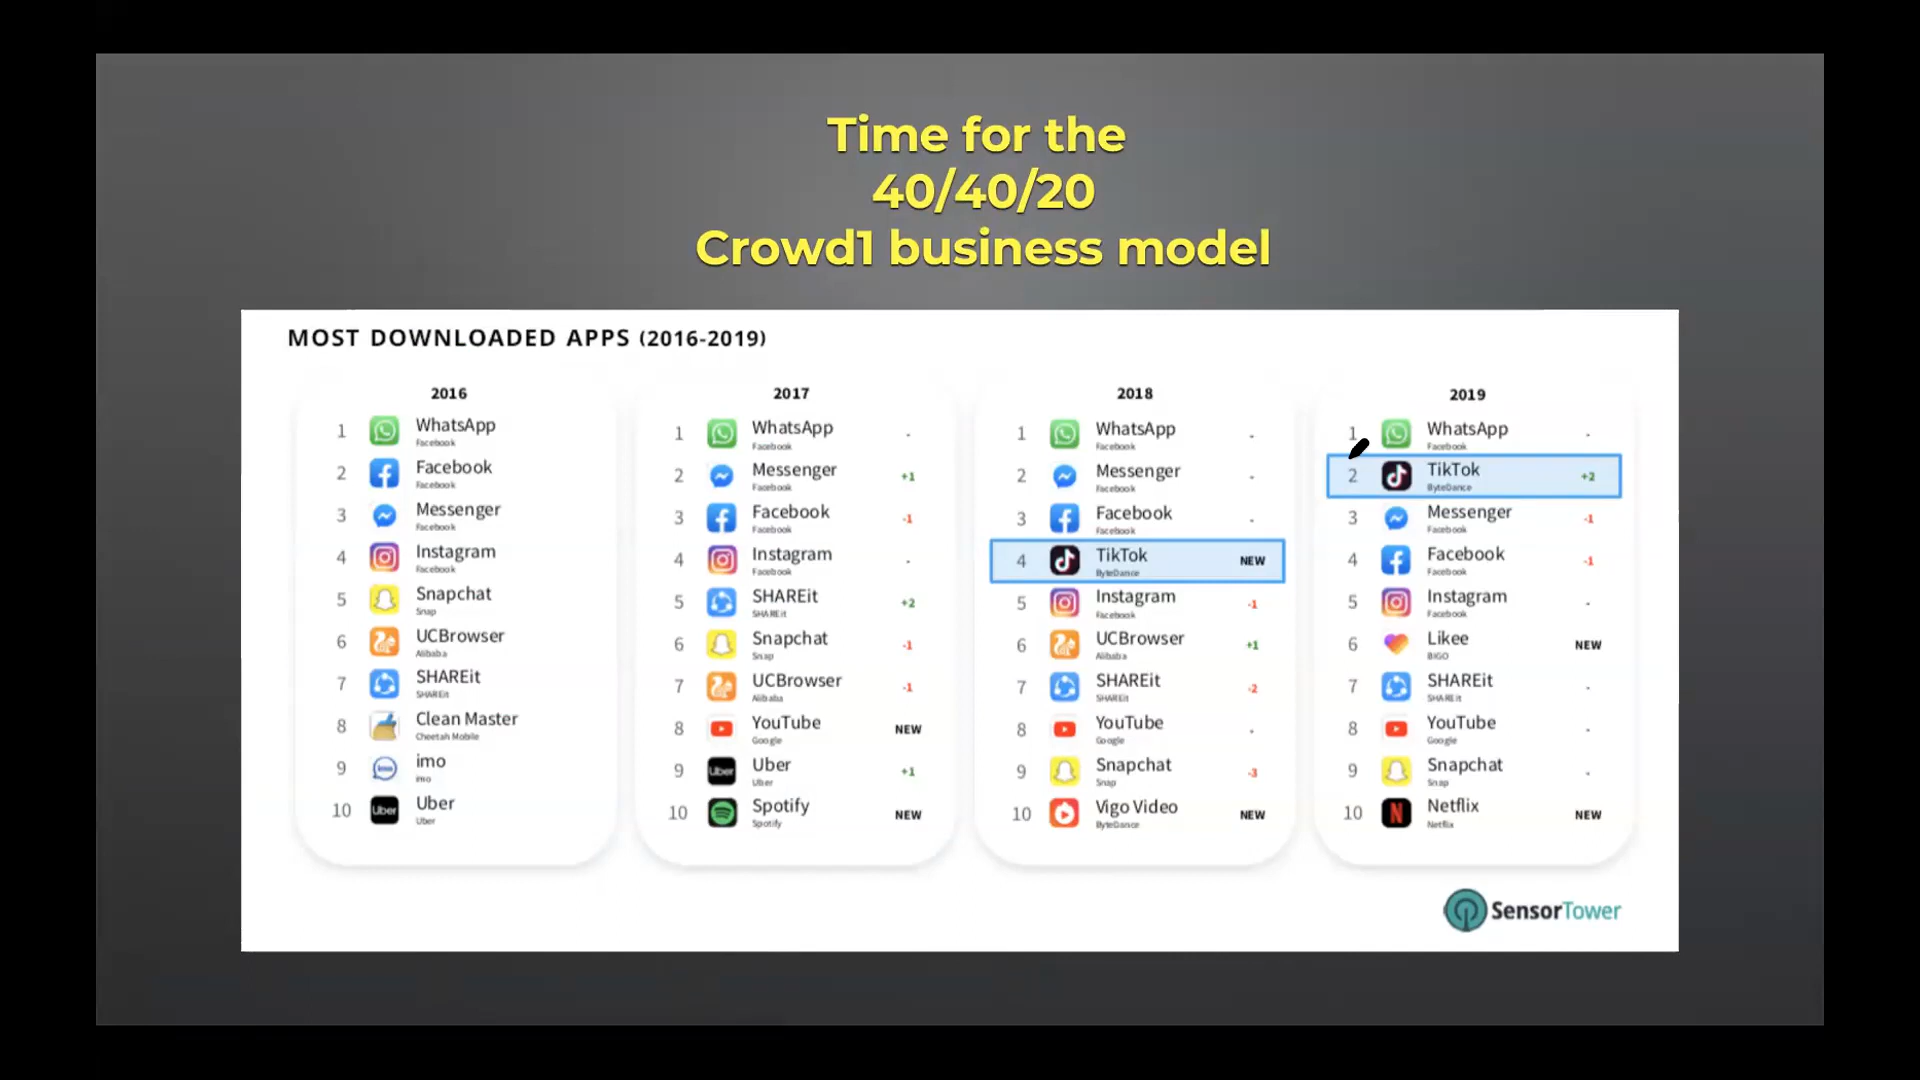 Time for the
40/40/20
Crowd1 business model
MOST DOWNLOADED APPS (2016-2019)
2016
1 WhatsApp
Facebook
2 Facebook
Facebook
3 Messenger
Facebook
4 Instagram
Facebook
5 Snapchat
Snap
6 UCBrowser
Alibaba
7 SHAREit
SHAREit
8 Clean Master
Cheetah Mobile
9 imo
imo
10 Uber
Uber
2017
1 WhatsApp -
Facebook
2 Messenger +1
Facebook
3 Facebook -1
Facebook
4 Instagram -
Facebook
5 SHAREit +2
SHAREit
6 Snapchat -1
Snap
7 UCBrowser -1
Alibaba
8 YouTube NEW
Google
9 Uber +1
Uber
10 Spotify NEW
Spotify
2018
1 WhatsApp -
Facebook
2 Messenger -
Facebook
3 Facebook -
Facebook
4 TikTok NEW
ByteDance
5 Instagram -1
Facebook
6 UCBrowser +1
Alibaba
7 SHAREit -2
SHAREit
8 YouTube -
Google
9 Snapchat -3
Snap
10 Vigo Video NEW
ByteDance
2019
1 WhatsApp -
Facebook
2 TikTok +2
ByteDance
3 Messenger -1
Facebook
4 Facebook -1
Facebook
5 Instagram -
Facebook
6 Likee NEW
BIGO
7 SHAREit -
SHAREit
8 YouTube -
Google
9 Snapchat -
Snap
10 Netflix NEW
Netflix
SensorTower